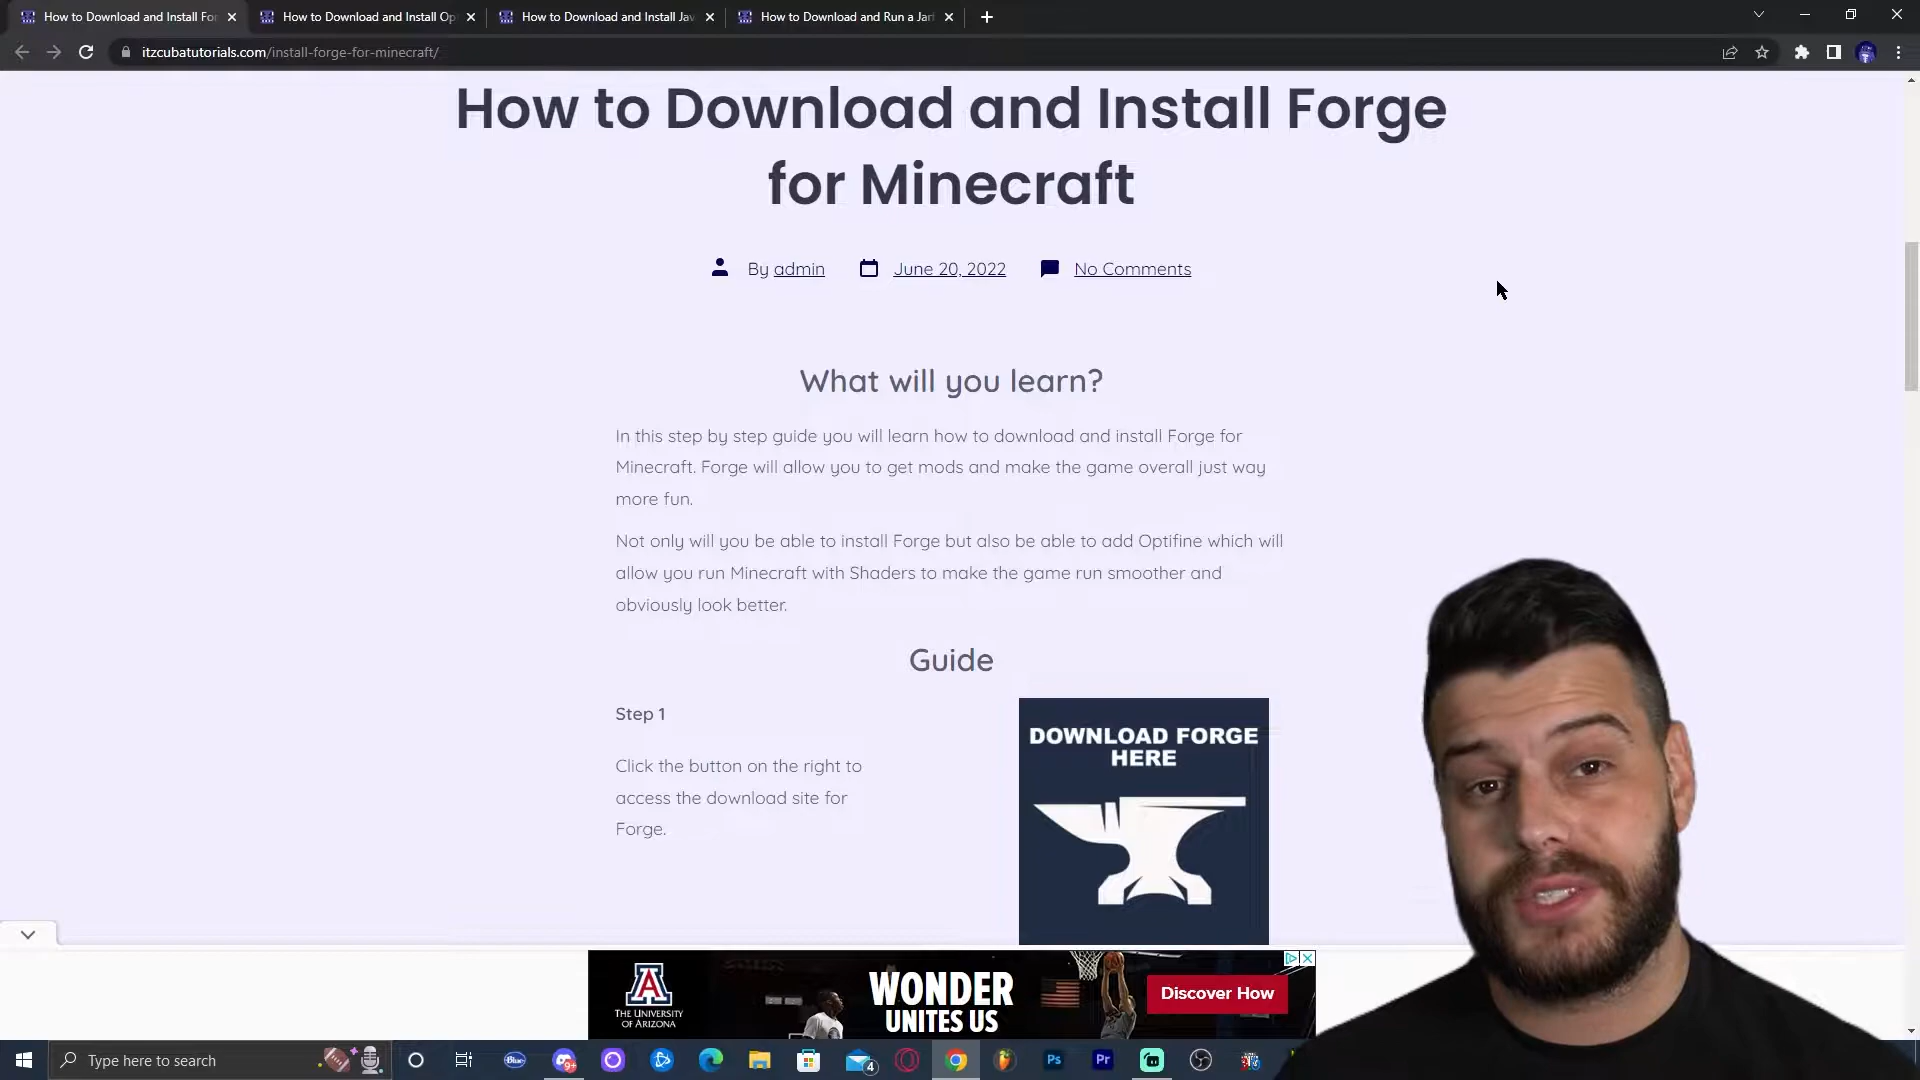 How to Download and Install For
How to Download and Install Op
How to Download and Install Jav
How to Download and Run a Jar
itzcubatutorials.com/install-forge-for-minecraft/
How to Download and Install Forge
for Minecraft
By admin
June 20, 2022
No Comments
What will you learn?
In this step by step guide you will learn how to download and install Forge for
Minecraft. Forge will allow you to get mods and make the game overall just way
more fun.
Not only will you be able to install Forge but also be able to add Optifine which will
allow you run Minecraft with Shaders to make the game run smoother and
obviously look better.
Guide
Step 1
Click the button on the right to
access the download site for
Forge.
DOWNLOAD FORGE
HERE
A
THE UNIVERSITY
OF ARIZONA
WONDER
UNITES US
Discover How
Type here to search
Blue
9+
4
Ps
Pr